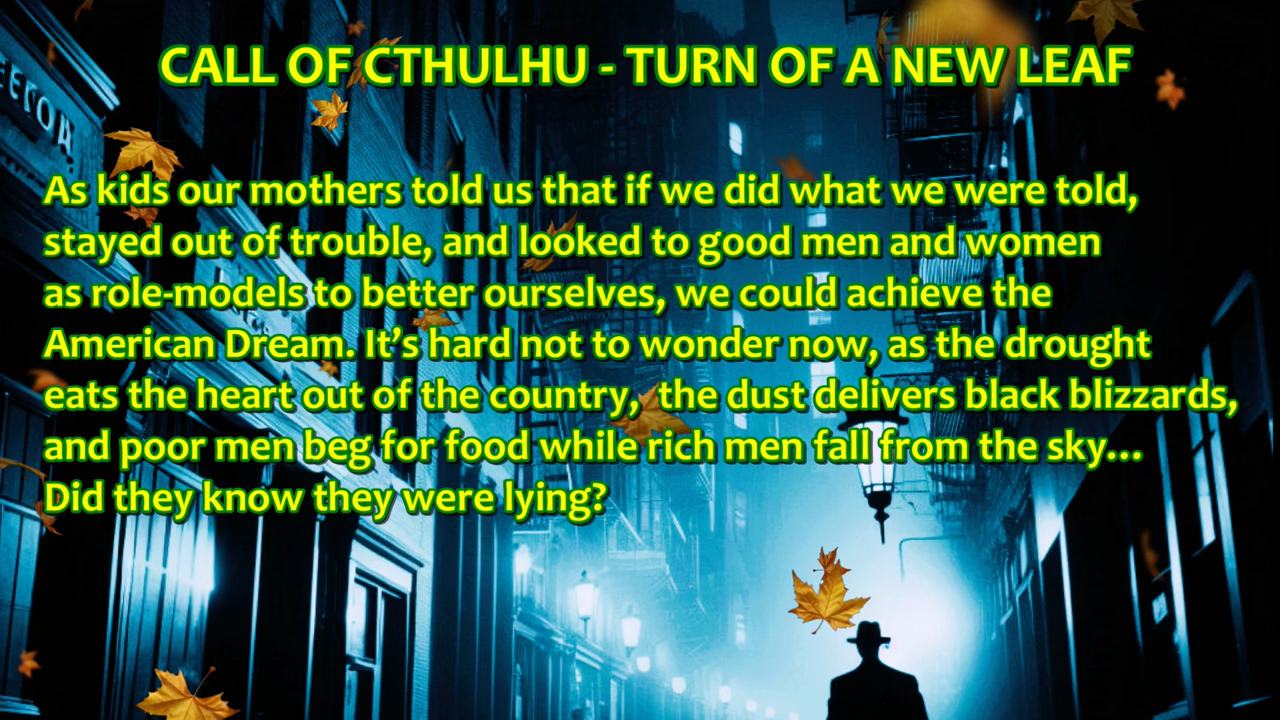 CALL OF CTHULHU - TURN OF A NEW LEAF
As kids our mothers told us that if we did what we were told,
stayed out of trouble, and looked to good men and women
as role-models to better ourselves, we could achieve the
American Dream. It’s hard not to wonder now, as the drought
eats the heart out of the country,  the dust delivers black blizzards,
and poor men beg for food while rich men fall from the sky...
Did they know they were lying?